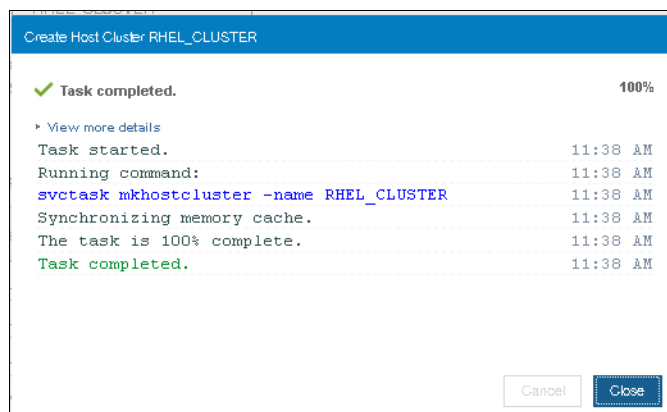 Create Host Cluster RHEL_CLUSTER
Task completed. 100%
View more details
Task started. 11:38 AM
Running command: 11:38 AM
svctask mkhostcluster -name RHEL_CLUSTER 11:38 AM
Synchronizing memory cache. 11:38 AM
The task is 100% complete. 11:38 AM
Task completed. 11:38 AM
Cancel Close